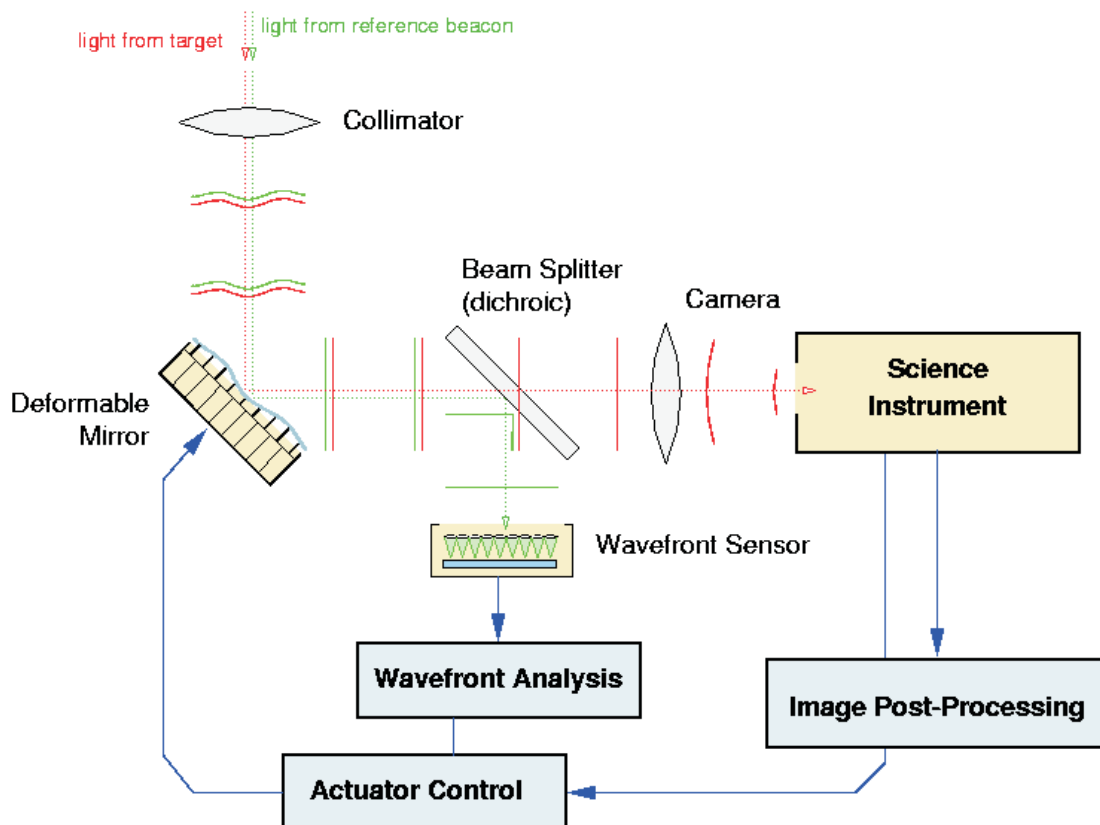 light from reference beacon
light from target
Collimator
Beam Splitter
(dichroic)
Camera
Science
Instrument
Deformable
Mirror
Wavefront Sensor
Wavefront Analysis
Image Post-Processing
Actuator Control